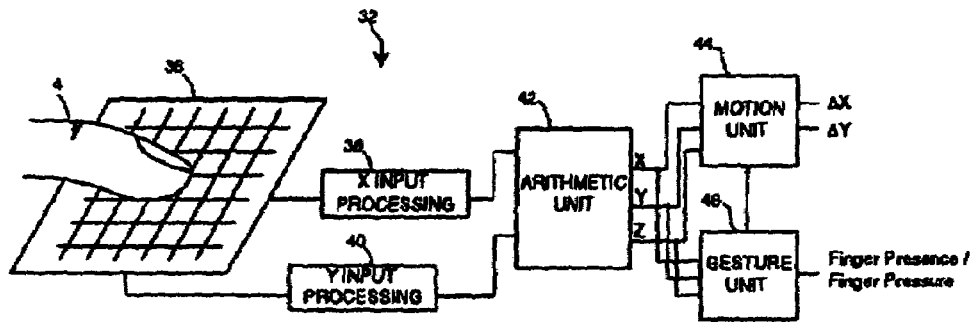 32
44
4
36
42
MOTION
UNIT
ΔX
ΔY
38
X INPUT
PROCESSING
ARITHMETIC
UNIT
X
Y
Z
46
40
Y INPUT
PROCESSING
GESTURE
UNIT
Finger Presence /
Finger Pressure